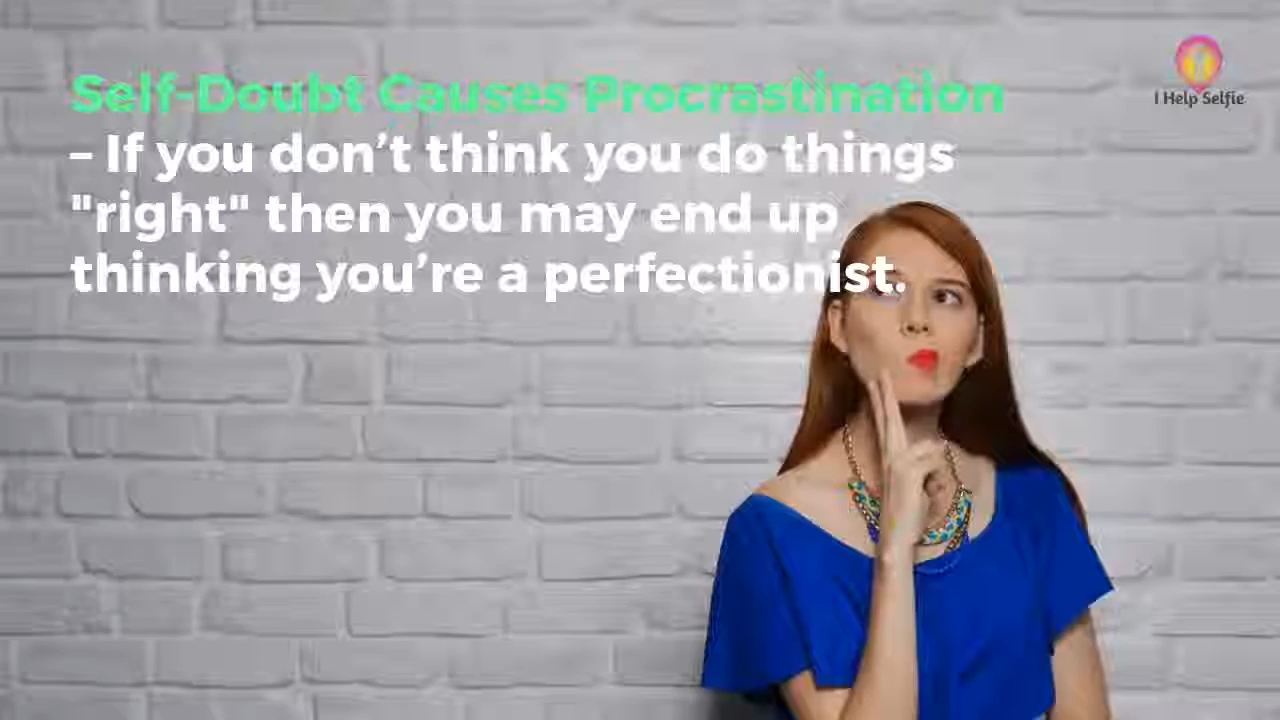 Self-Doubt Causes Procrastination
– If you don’t think you do things
"right" then you may end up
thinking you’re a perfectionist.
I Help Selfie